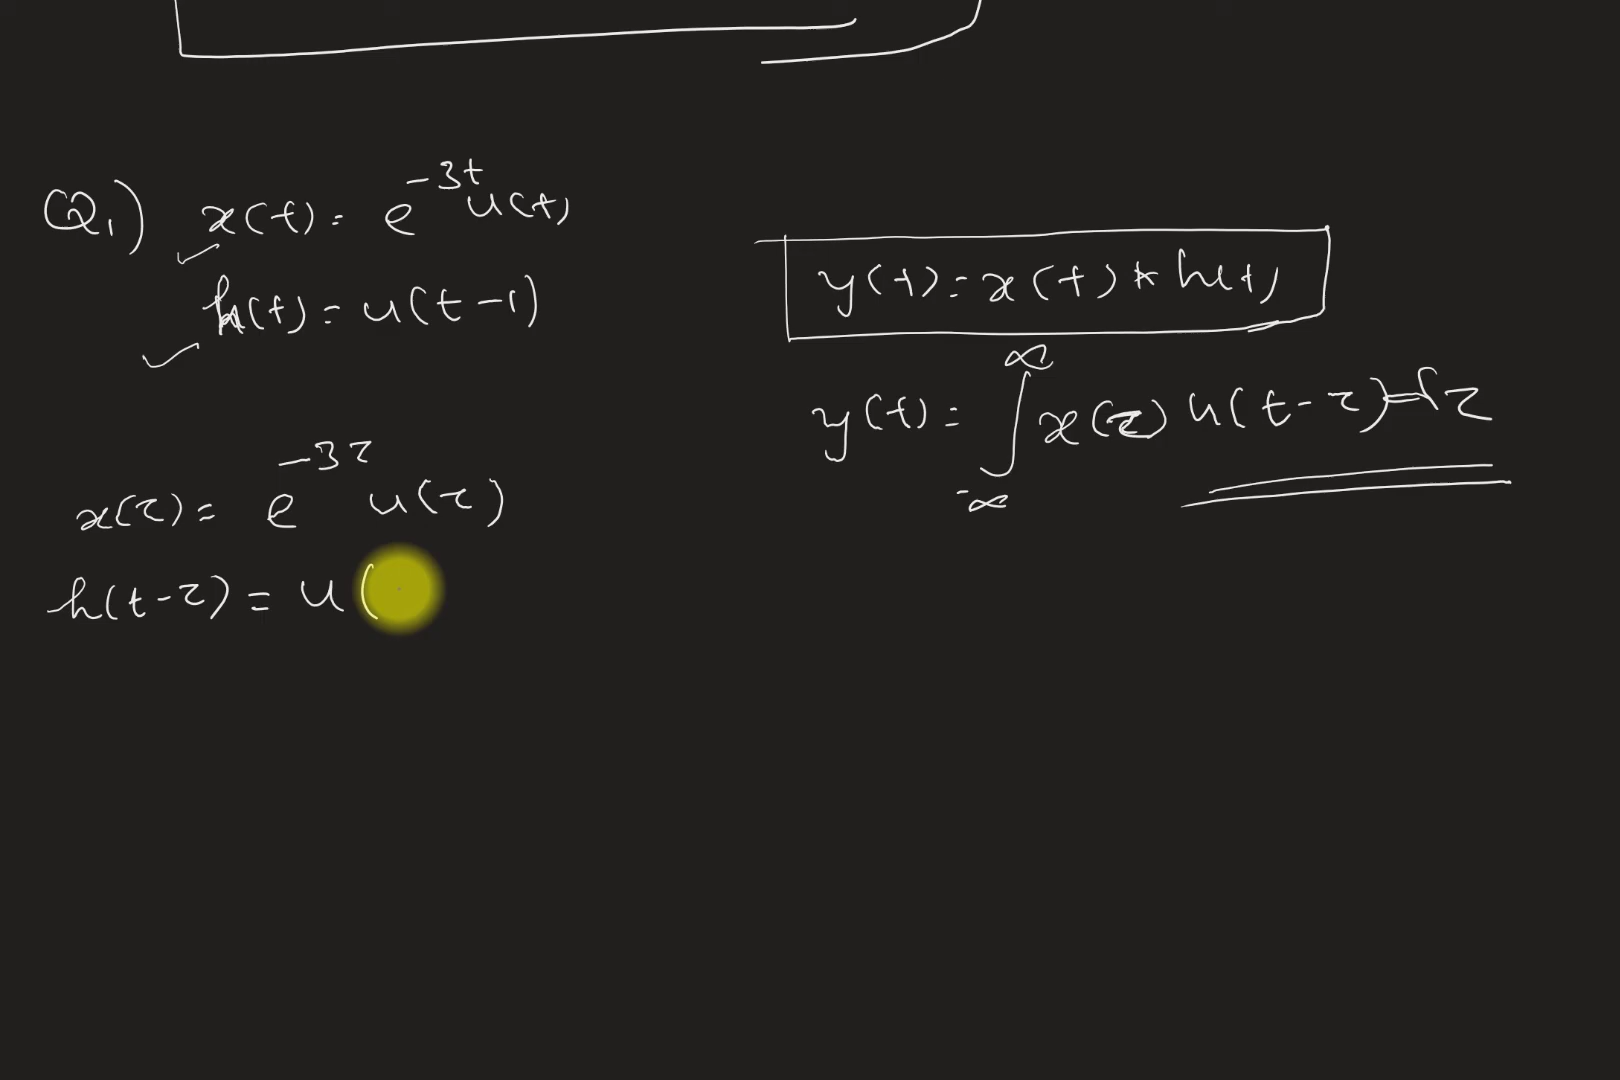 Q1) x(t) = e^{-3t} u(t)
h(t) = u(t-1)
y(t) = x(t) * h(t)
y(t) = ∫_{-∞}^{∞} x(τ) u(t-τ) dτ
x(τ) = e^{-3τ} u(τ)
h(t-τ) = u(